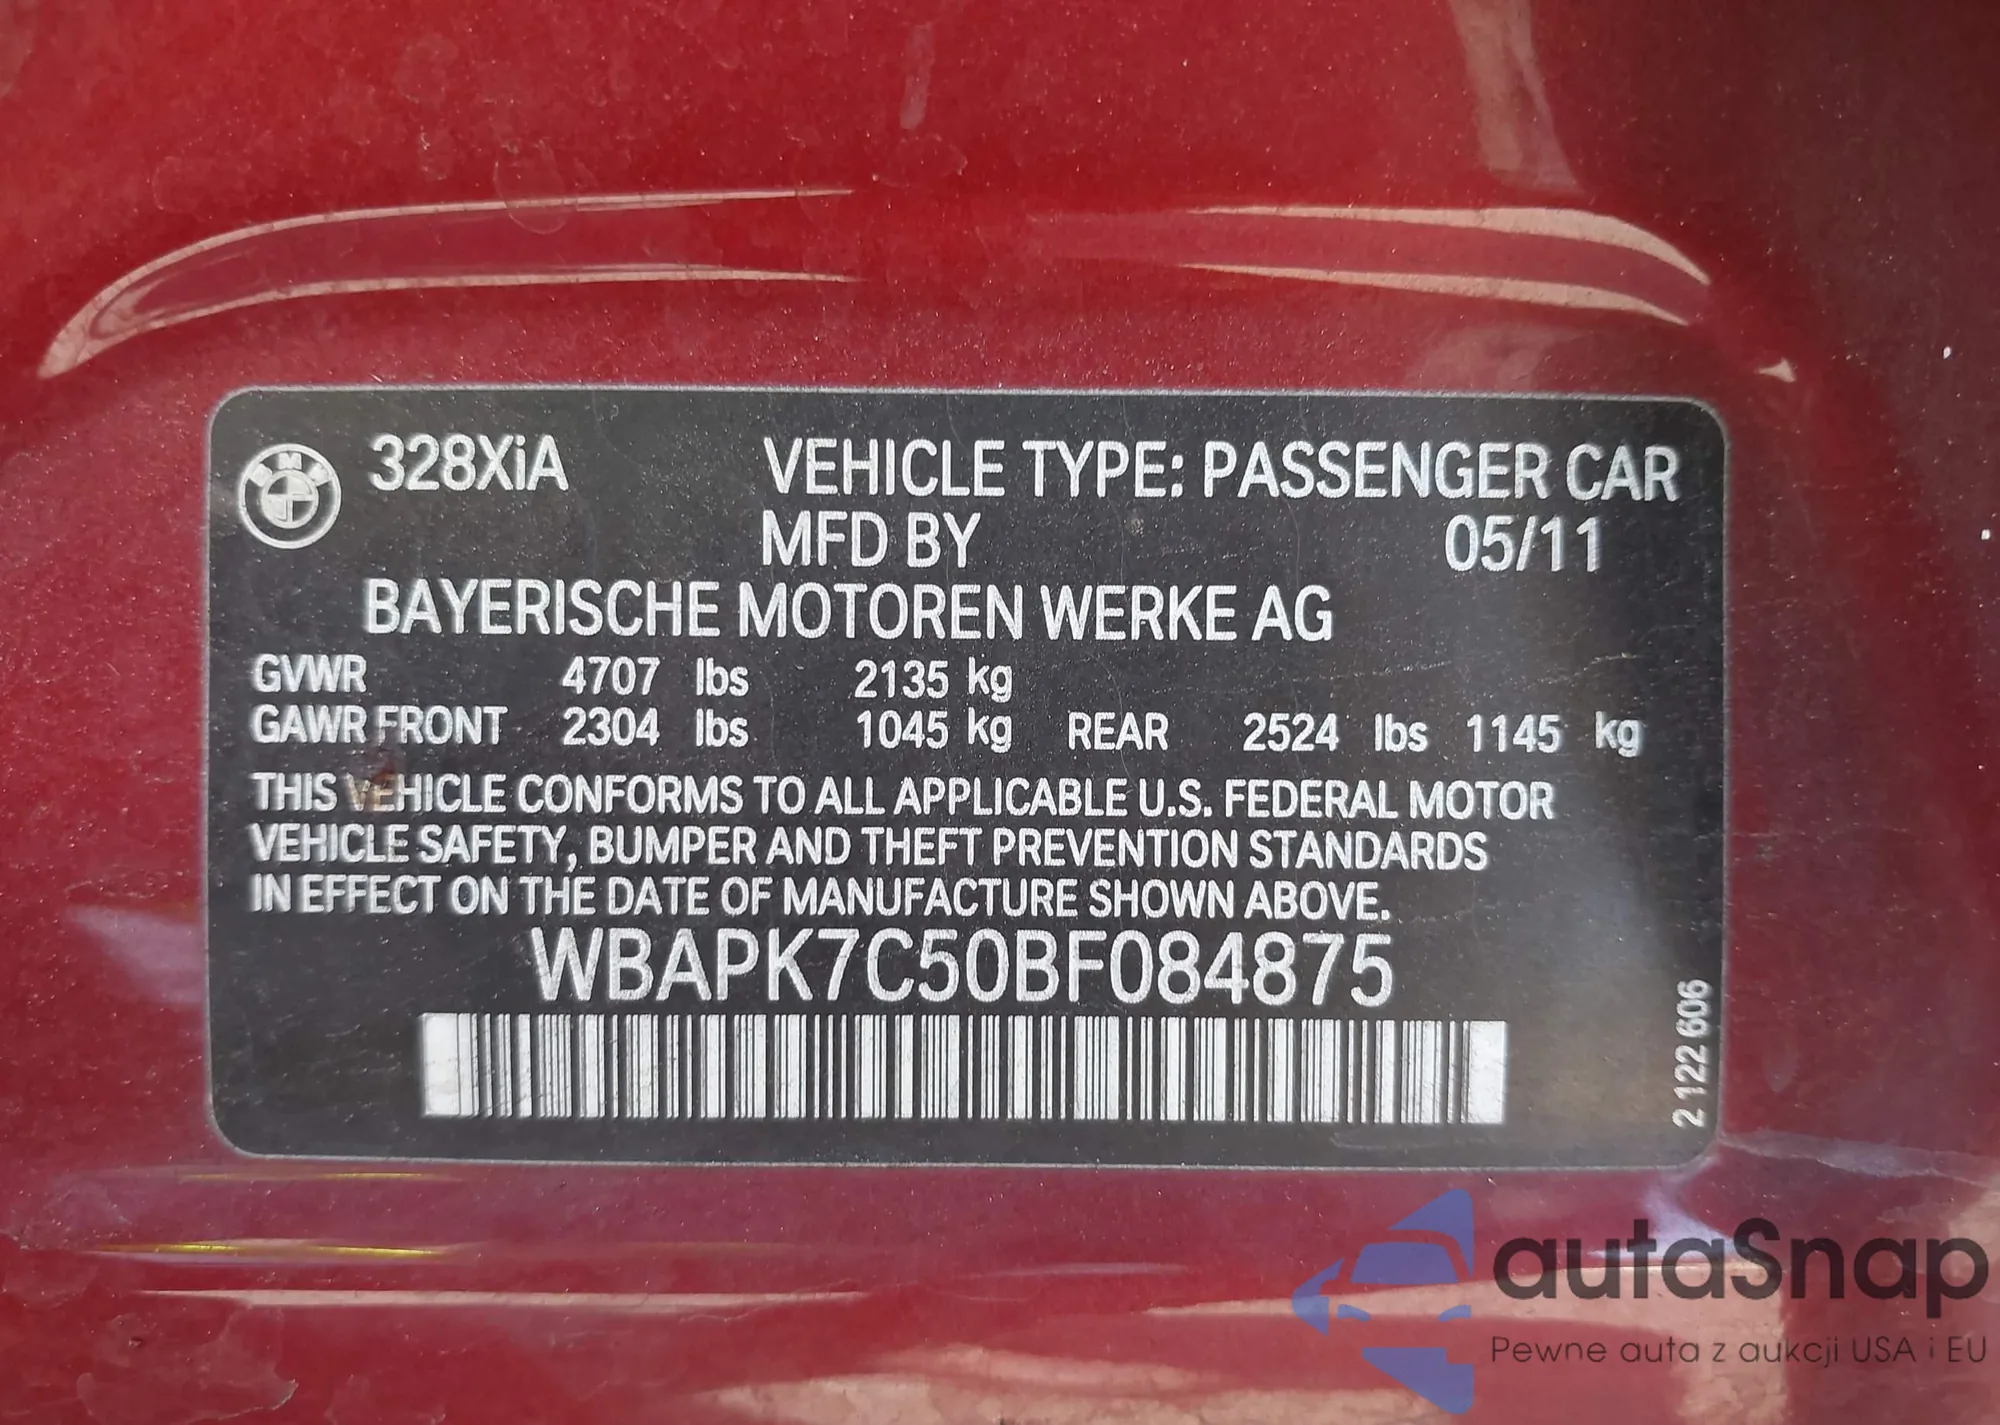 BMW
328XiA VEHICLE TYPE: PASSENGER CAR
MFD BY 05/11
BAYERISCHE MOTOREN WERKE AG
GVWR 4707 lbs 2135 kg
GAWR FRONT 2304 lbs 1045 kg REAR 2524 lbs 1145 kg
THIS VEHICLE CONFORMS TO ALL APPLICABLE U.S. FEDERAL MOTOR
VEHICLE SAFETY, BUMPER AND THEFT PREVENTION STANDARDS
IN EFFECT ON THE DATE OF MANUFACTURE SHOWN ABOVE.
WBAPK7C50BF084875
2 122 606
autaSnap
Pewne auta z aukcji USA i EU